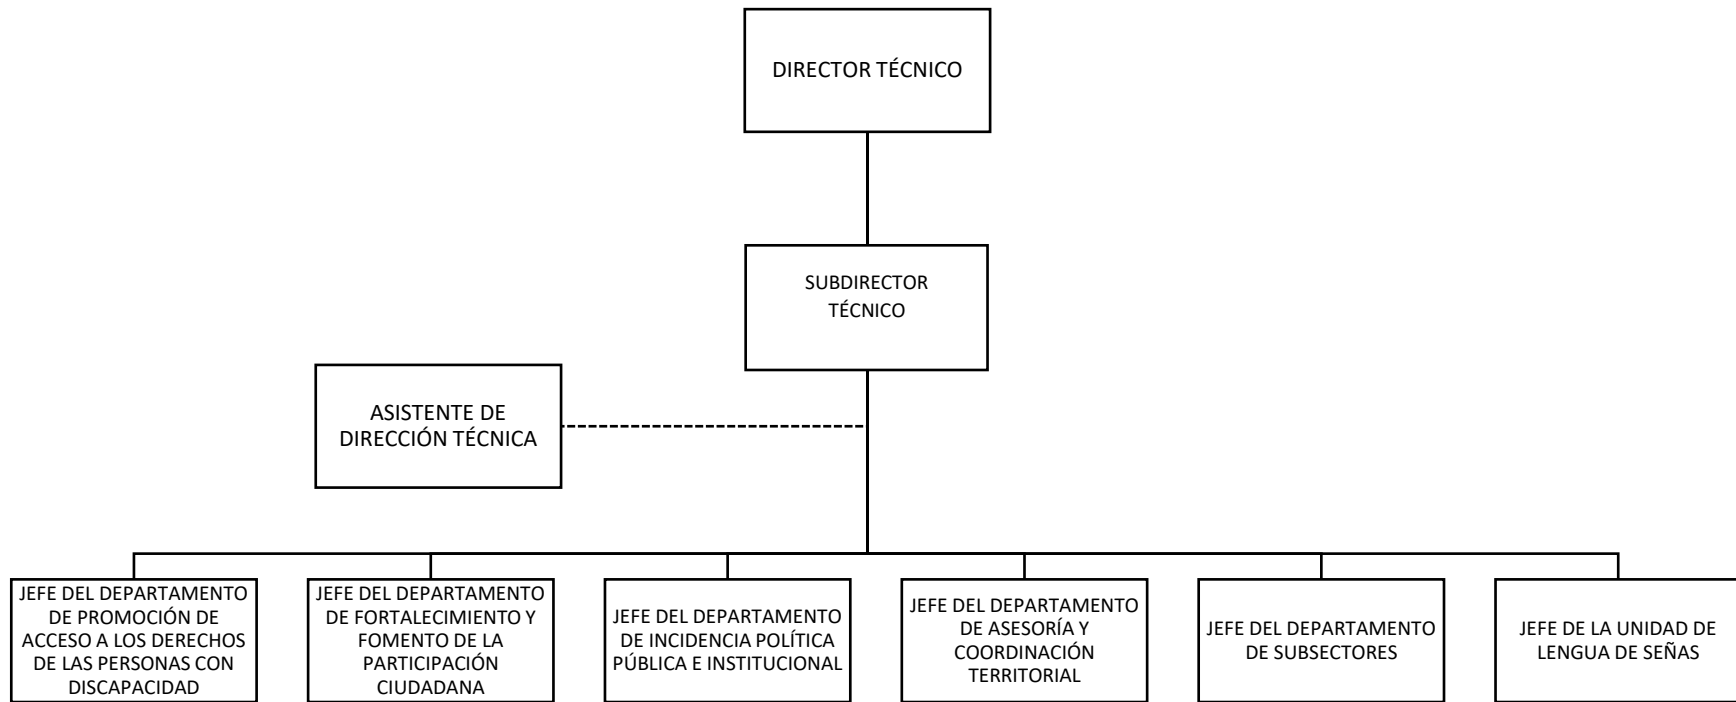 DIRECTOR TÉCNICO
SUBDIRECTOR
TÉCNICO
ASISTENTE DE
DIRECCIÓN TÉCNICA
JEFE DEL DEPARTAMENTO
DE PROMOCIÓN DE
ACCESO A LOS DERECHOS
DE LAS PERSONAS CON
DISCAPACIDAD
JEFE DEL DEPARTAMENTO
DE FORTALECIMIENTO Y
FOMENTO DE LA
PARTICIPACIÓN
CIUDADANA
JEFE DEL DEPARTAMENTO
DE INCIDENCIA POLÍTICA
PÚBLICA E INSTITUCIONAL
JEFE DEL DEPARTAMENTO
DE ASESORÍA Y
COORDINACIÓN
TERRITORIAL
JEFE DEL DEPARTAMENTO
DE SUBSECTORES
JEFE DE LA UNIDAD DE
LENGUA DE SEÑAS